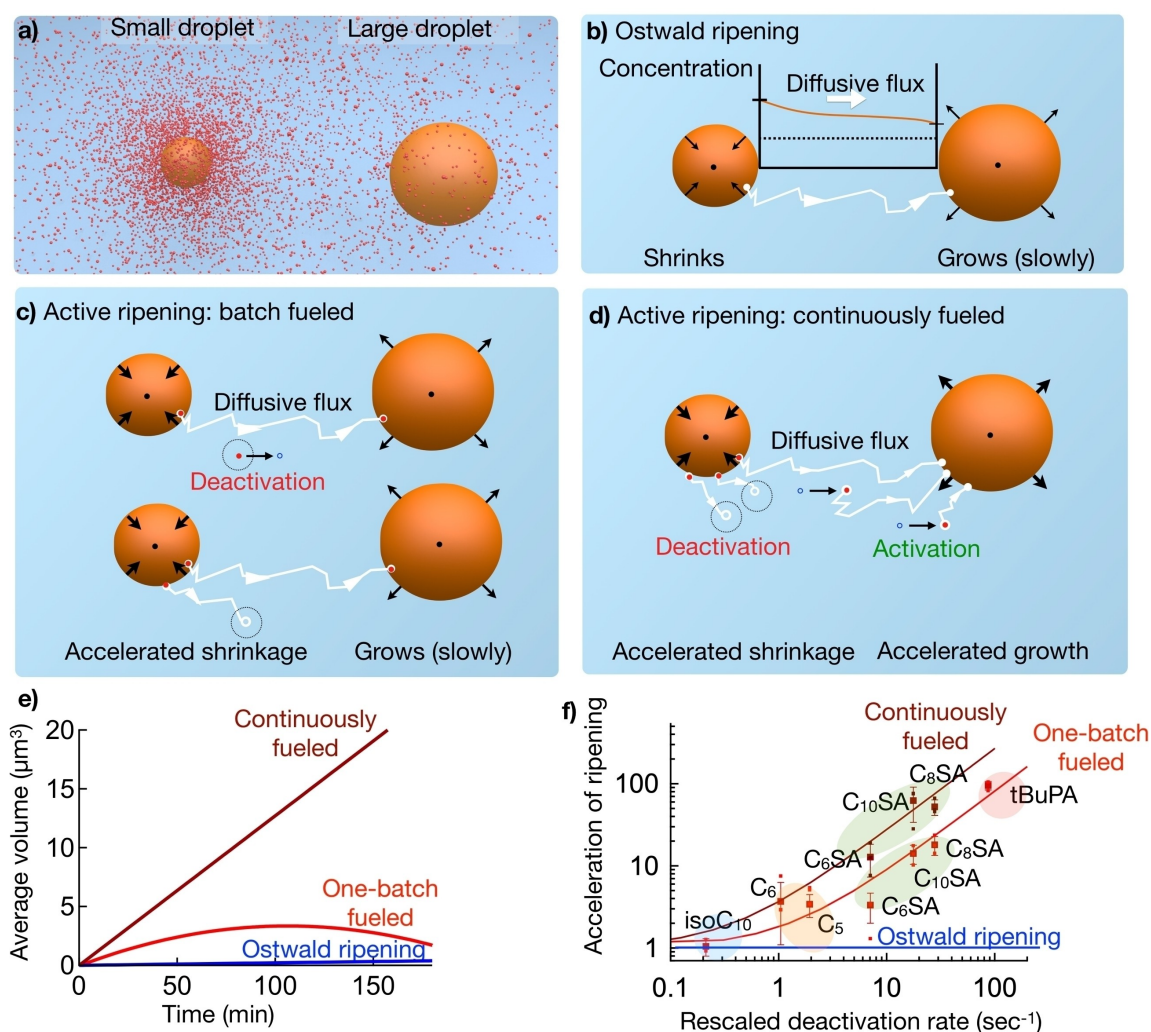 a)
Small droplet
Large droplet
b) Ostwald ripening
Concentration
Diffusive flux
Shrinks
Grows (slowly)
c) Active ripening: batch fueled
Diffusive flux
Deactivation
Accelerated shrinkage
Grows (slowly)
d) Active ripening: continuously fueled
Diffusive flux
Deactivation
Activation
Accelerated shrinkage
Accelerated growth
e)
Average volume (µm³)
20
15
10
5
0
Continuously
fueled
One-batch
fueled
Ostwald ripening
0
50
100
150
Time (min)
f)
Acceleration of ripening
100
10
1
Continuously
fueled
One-batch
fueled
C₈SA
C₁₀SA
tBuPA
C₆SA
C₈SA
C₁₀SA
C₆
C₆SA
isoC₁₀
C₅
Ostwald ripening
0.1
1
10
100
Rescaled deactivation rate (sec⁻¹)